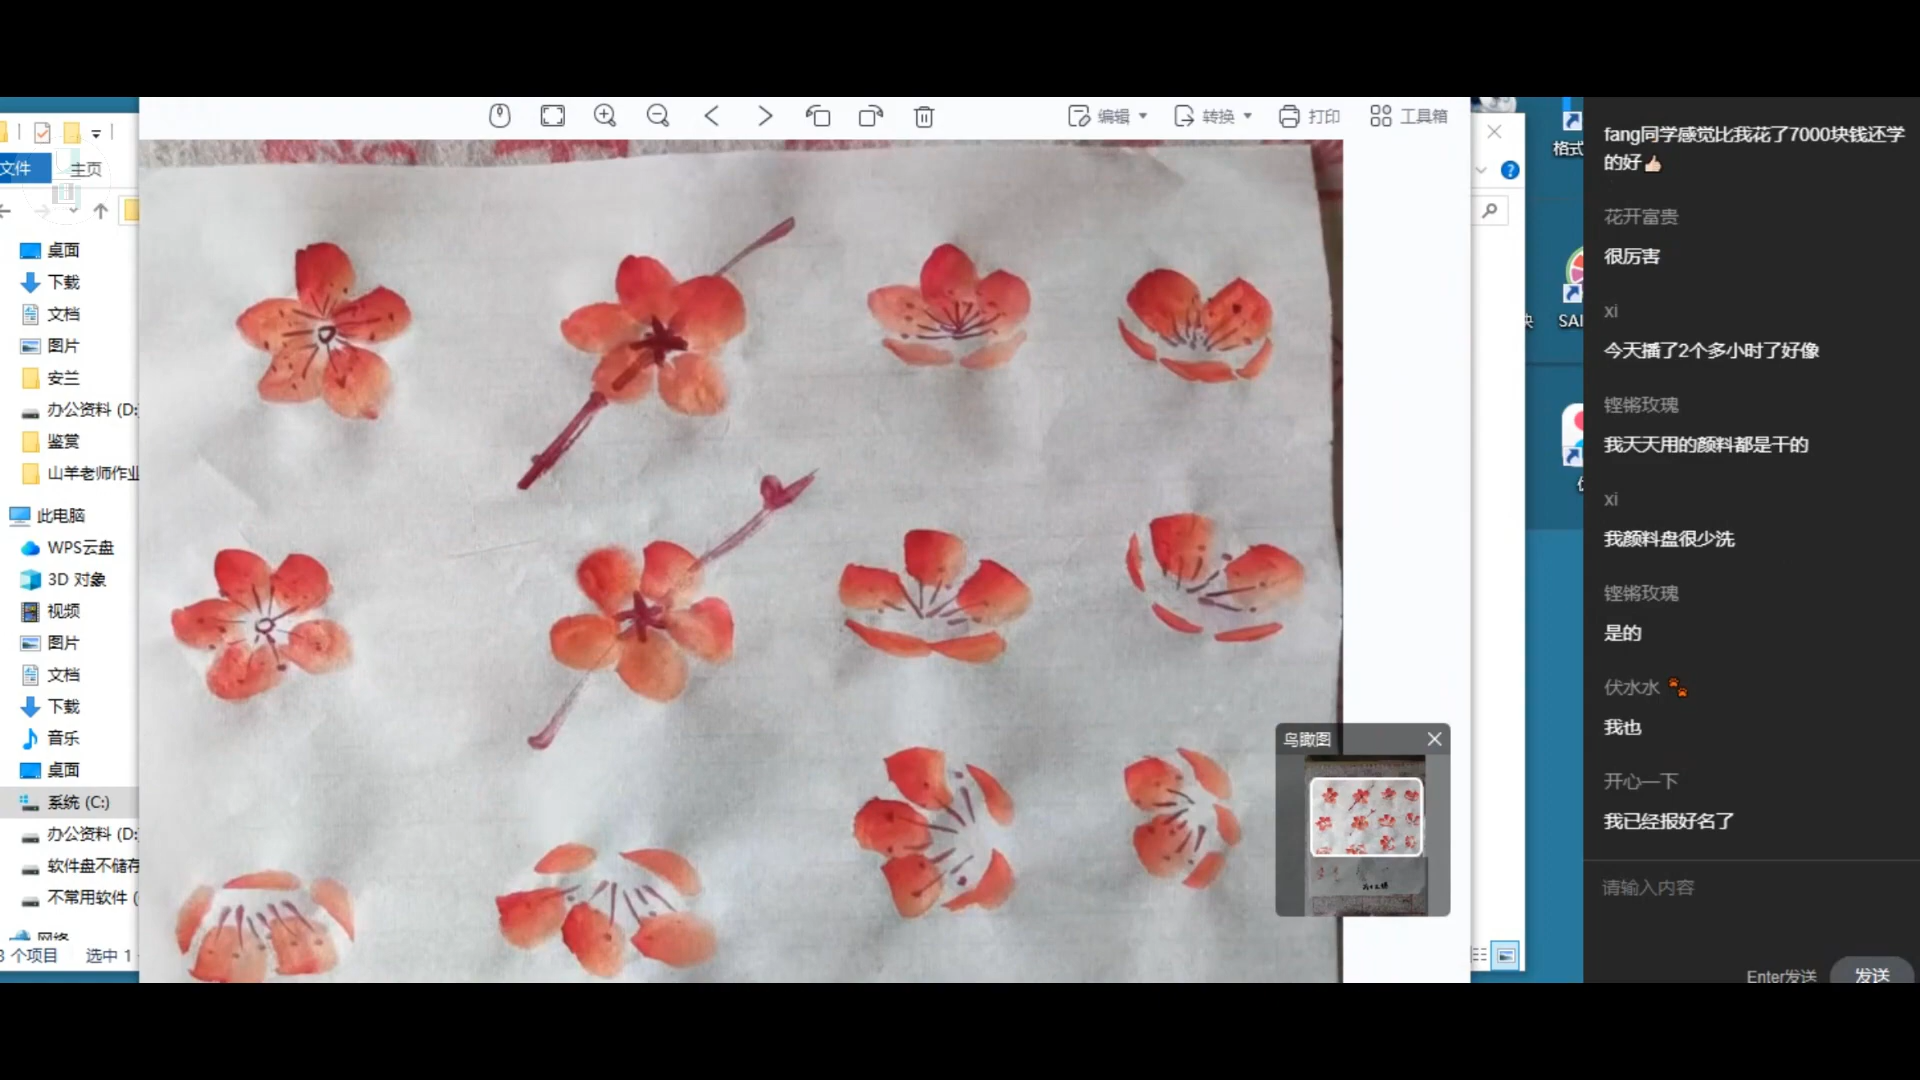 编辑
转换
打印
工具箱
文件
主页
桌面
下载
文档
图片
安兰
办公资料 (D:
鉴赏
山羊老师作业
此电脑
WPS云盘
3D 对象
视频
图片
文档
下载
音乐
桌面
系统 (C:)
办公资料 (D:
软件盘不储存
不常用软件 (
网络
个项目
选中 1
鸟瞰图
格式
SAI
fang同学感觉比我花了7000块钱还学
的好
花开富贵
很厉害
xi
今天播了2个多小时了好像
铿锵玫瑰
我天天用的颜料都是干的
xi
我颜料盘很少洗
铿锵玫瑰
是的
伏水水
我也
开心一下
我已经报好名了
请输入内容
Enter发送
发送